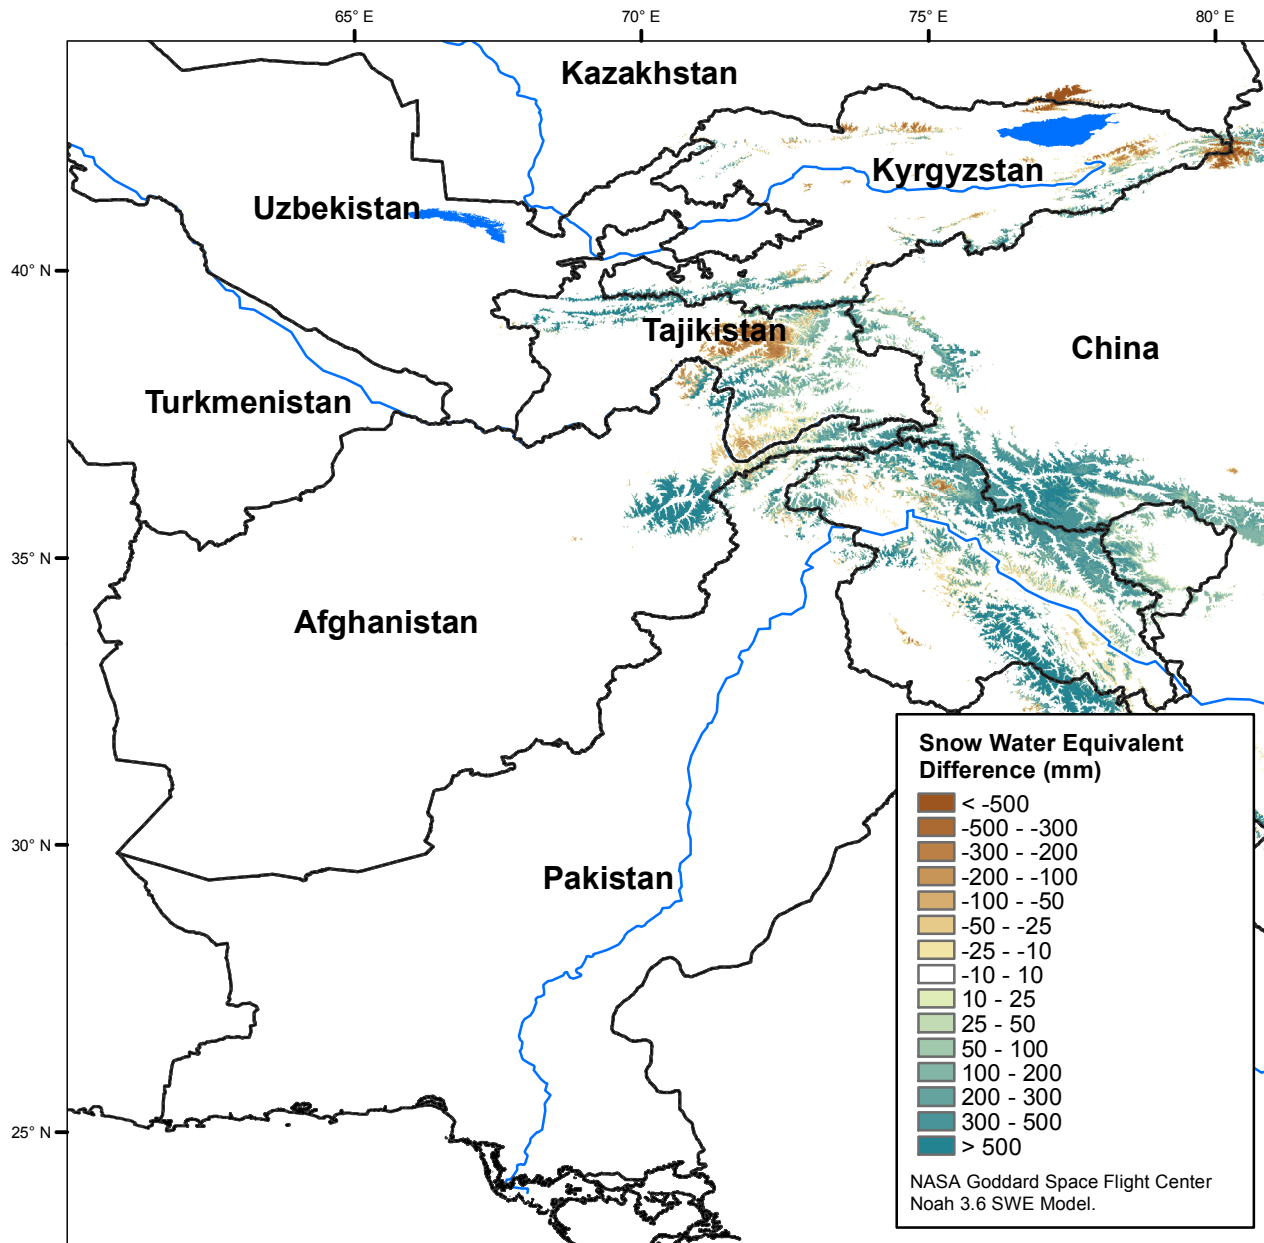 65° E
70° E
75° E
80° E
Kazakhstan
Kyrgyzstan
Uzbekistan
40° N
Tajikistan
China
Turkmenistan
35° N
Afghanistan
30° N
Pakistan
25° N
Snow Water Equivalent
Difference (mm)
< -500
-500 - -300
-300 - -200
-200 - -100
-100 - -50
-50 - -25
-25 - -10
-10 - 10
10 - 25
25 - 50
50 - 100
100 - 200
200 - 300
300 - 500
> 500
NASA Goddard Space Flight Center
Noah 3.6 SWE Model.